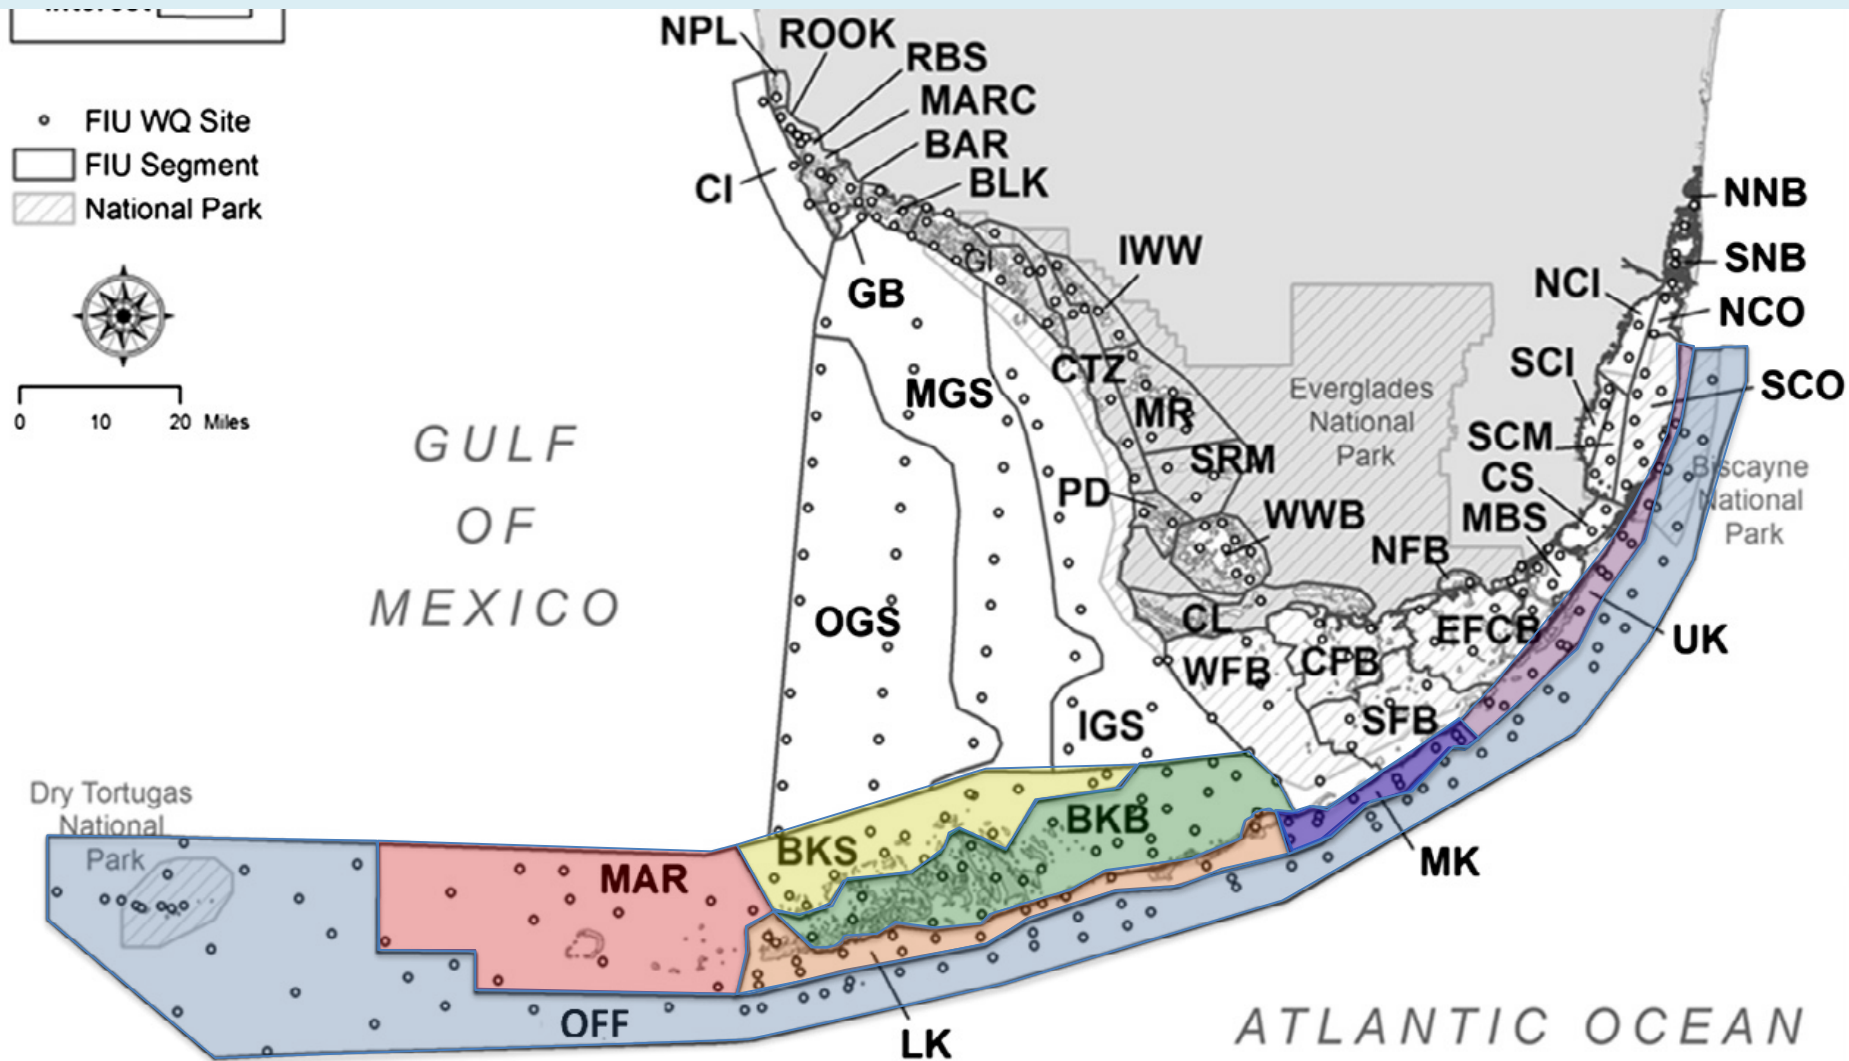 Interest
NPL
ROOK
RBS
MARC
BAR
BLK
CI
FIU WQ Site
FIU Segment
National Park
0 10 20 Miles
GB
GI
IWW
NNB
SNB
NCI
NCO
SCI
SCO
SCM
CS
MBS
NFB
MGS
CTZ
MR
SRM
PD
WWB
Everglades
National
Park
Biscayne
National
Park
GULF
OF
MEXICO
OGS
CL
WFB
CFB
EFCB
SFB
UK
IGS
Dry Tortugas
National
Park
MAR
BKS
BKB
MK
OFF
LK
ATLANTIC OCEAN